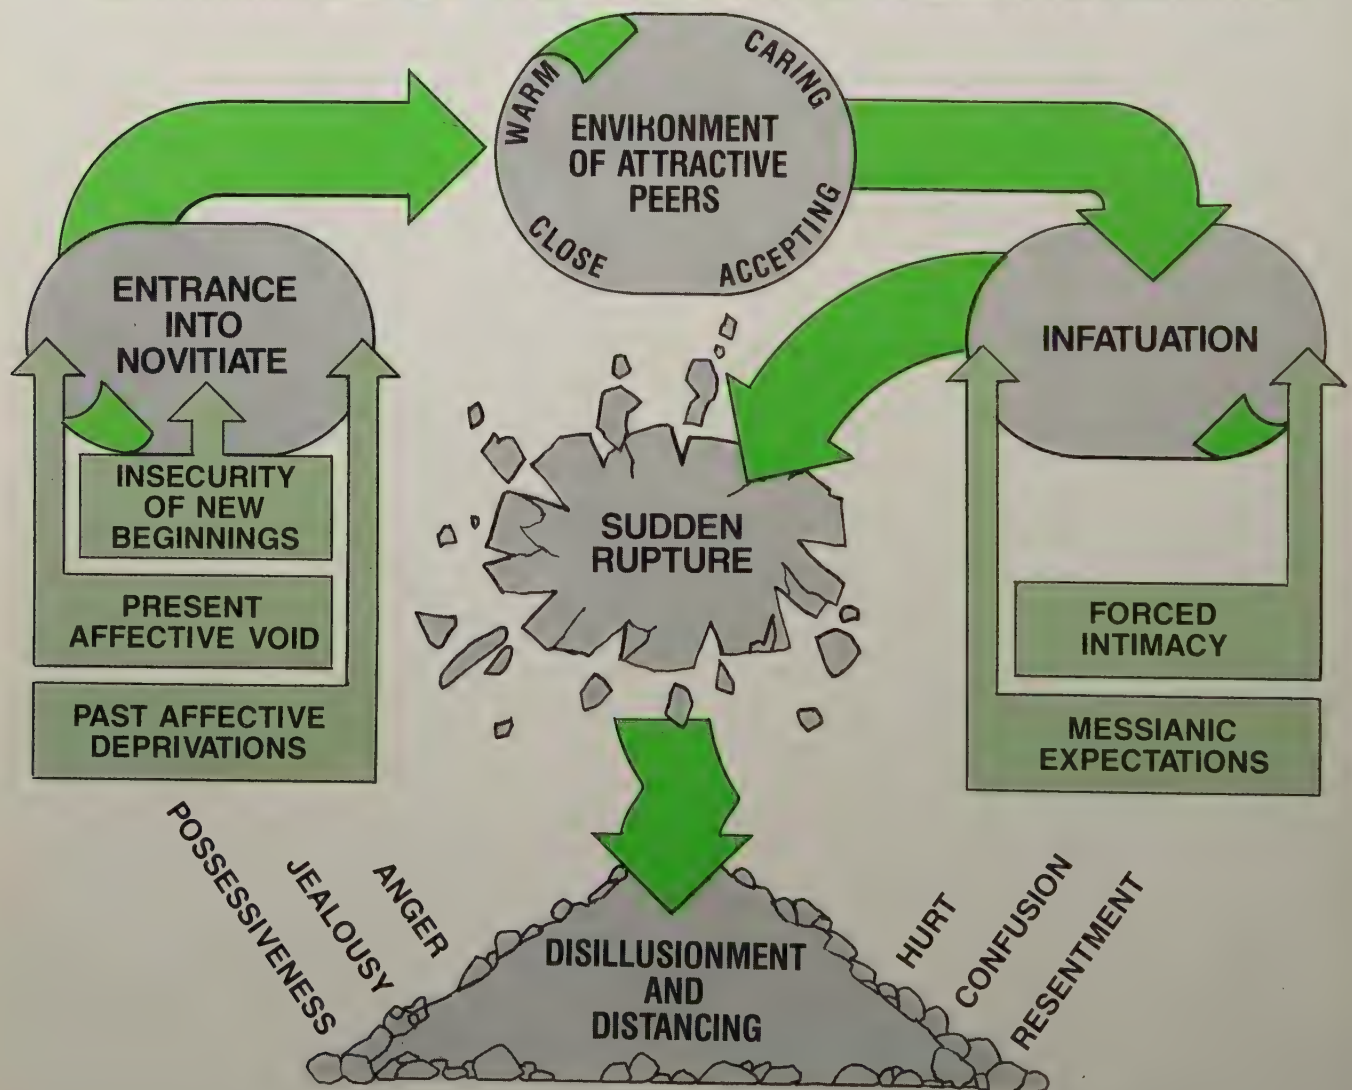 WARM
CARING
ENVIRONMENT
OF ATTRACTIVE
PEERS
CLOSE
ACCEPTING
ENTRANCE
INTO
NOVITIATE
INFATUATION
INSECURITY
OF NEW
BEGINNINGS
PRESENT
AFFECTIVE VOID
PAST AFFECTIVE
DEPRIVATIONS
SUDDEN
RUPTURE
FORCED
INTIMACY
MESSIANIC
EXPECTATIONS
POSSESSIVENESS
JEALOUSY
ANGER
HURT
CONFUSION
RESENTMENT
DISILLUSIONMENT
AND
DISTANCING